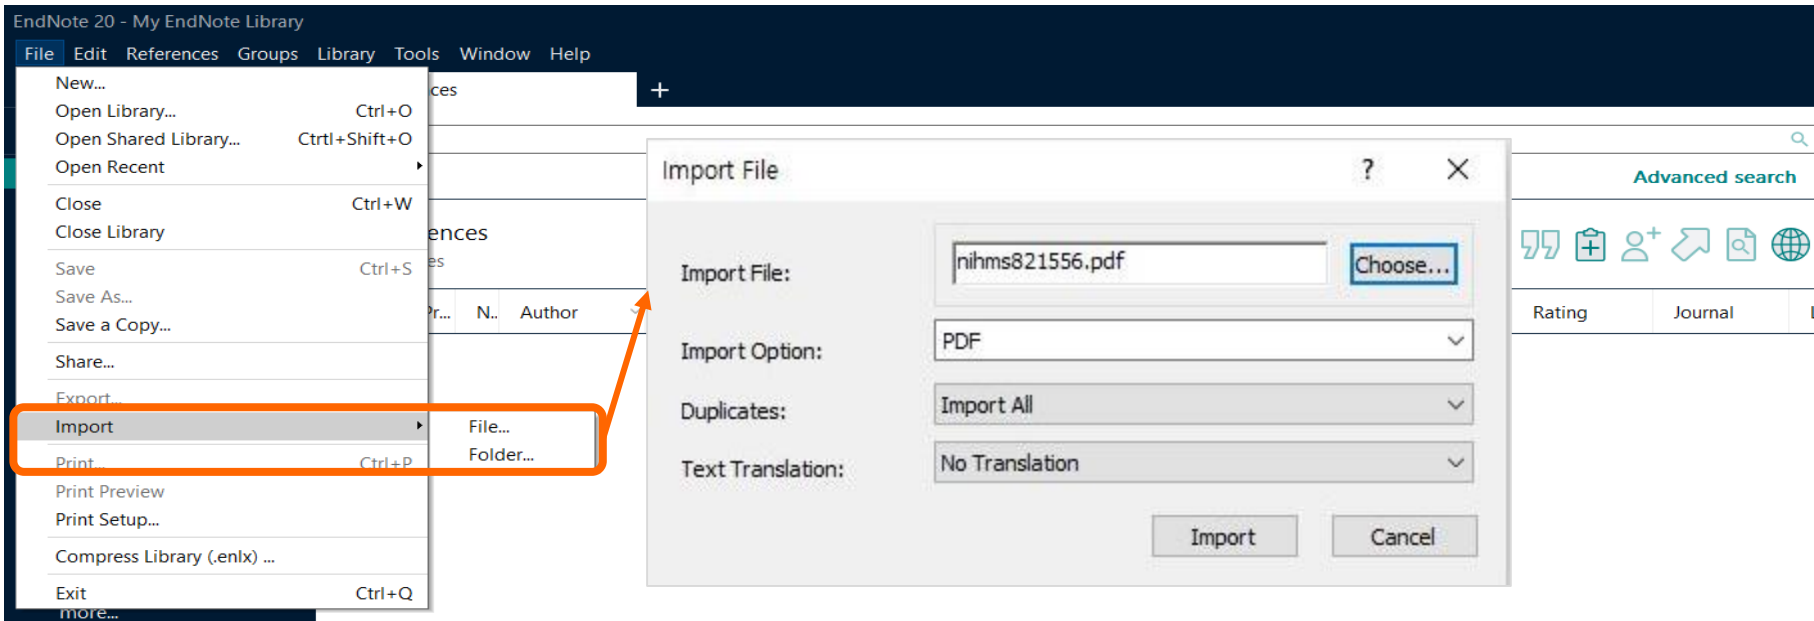 EndNote 20 - My EndNote Library
File Edit References Groups Library Tools Window Help
New...
ces
+
Open Library... Ctrl+O
Open Shared Library... Ctrtl+Shift+O
Open Recent
Close Ctrl+W
Close Library
ences
Save Ctrl+S
es
Save As...
Save a Copy...
Pr... N.. Author
Share...
Export...
Import
File...
Folder...
Print... Ctrl+P
Print Preview
Print Setup...
Compress Library (.enlx) ...
Exit Ctrl+Q
more...
Import File ? X
Import File: nihms821556.pdf Choose...
Import Option: PDF
Duplicates: Import All
Text Translation: No Translation
Import Cancel
Advanced search
Rating Journal